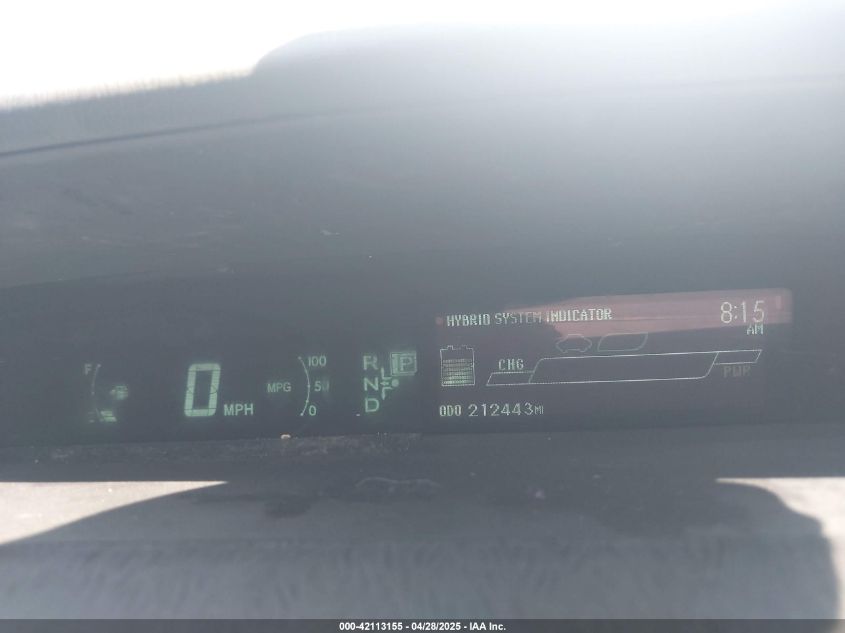 HYBRID SYSTEM INDICATOR
8:15
AM
F
0 MPH
MPG
100
50
0
R
P
N
D
CHG
PWR
ODO 212443MI
000-42113155 - 04/28/2025 - IAA Inc.